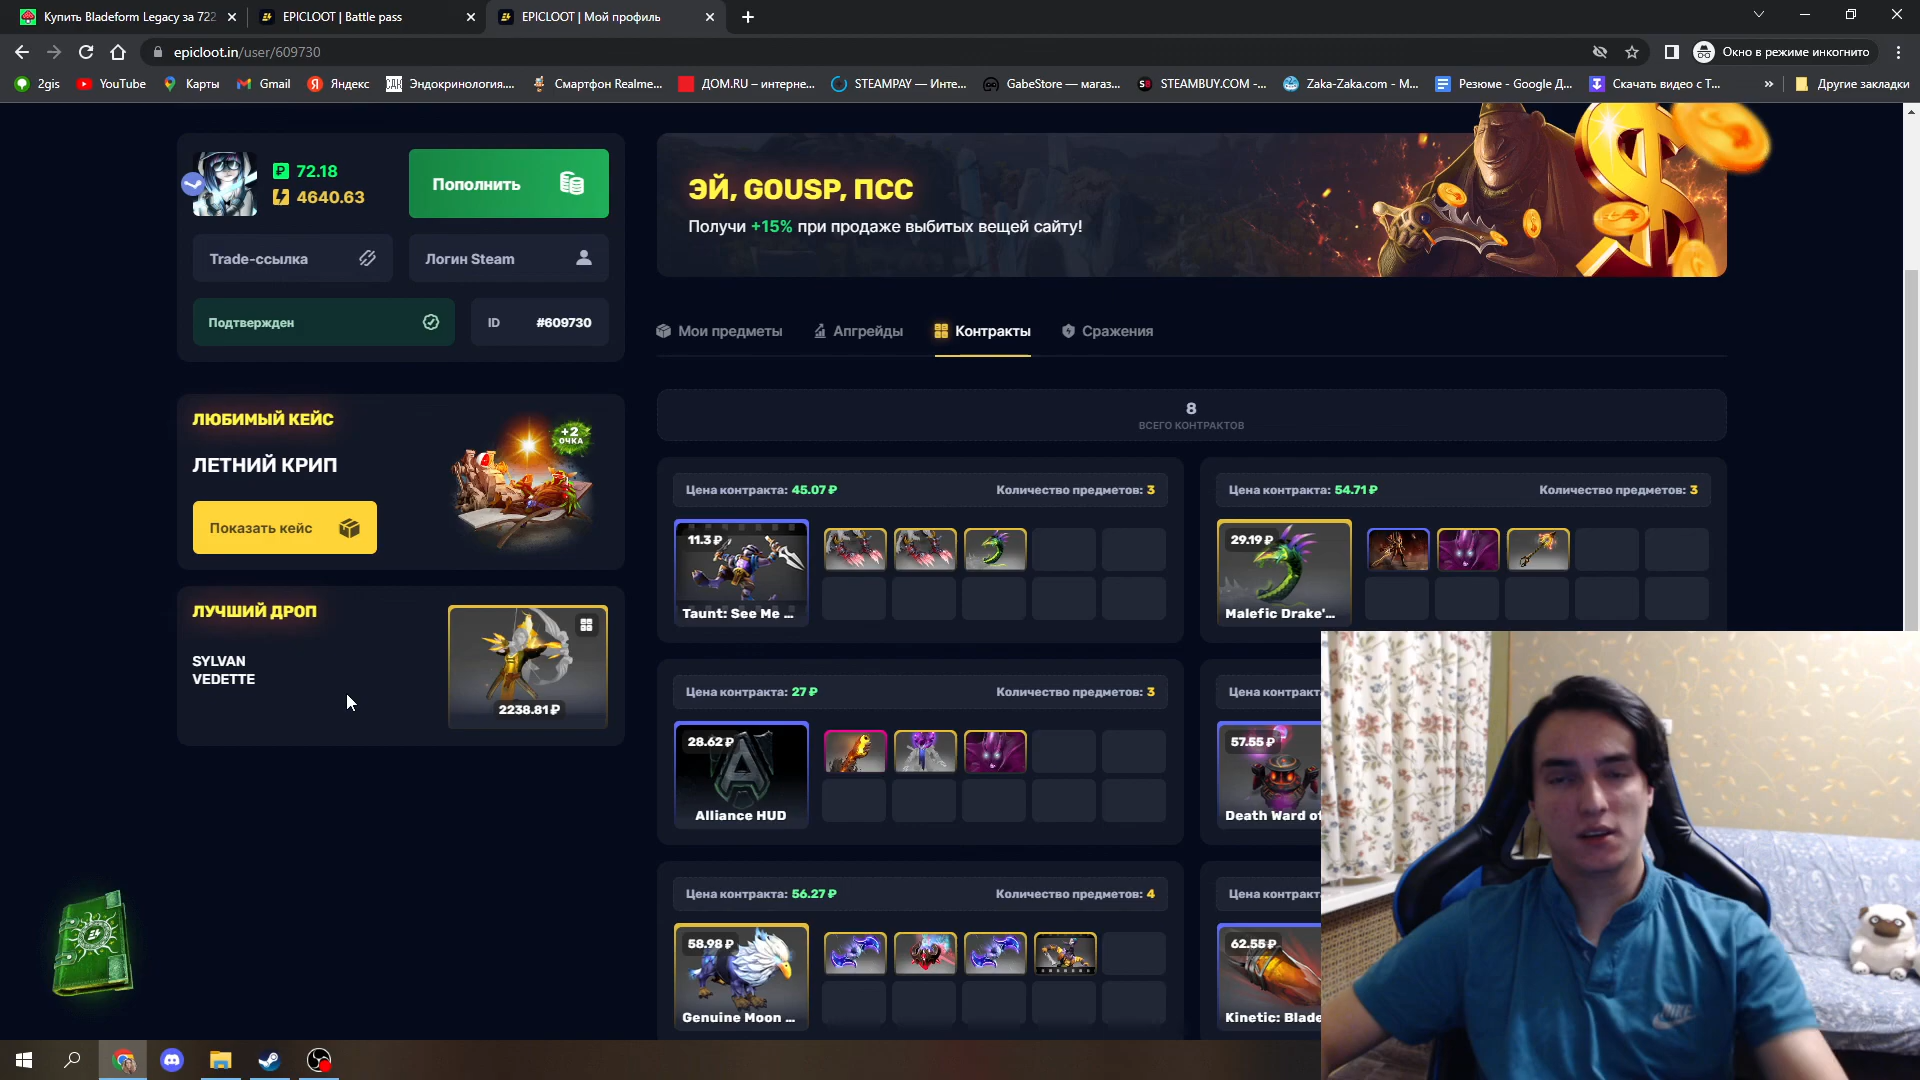 Купить Bladeform Legacy за 722
EPICLOOT | Battle pass
EPICLOOT | Мой профиль
epicloot.in/user/609730
Окно в режиме инкогнито
2gis
YouTube
Карты
Gmail
Яндекс
Эндокринология....
Смартфон Realme...
ДОМ.RU – интерне...
STEAMPAY — Инте...
GabeStore — магаз...
STEAMBUY.COM -...
Zaka-Zaka.com - М...
Резюме - Google Д...
Скачать видео с Т...
»
Другие закладки
72.18
4640.63
Пополнить
Trade-ссылка
Логин Steam
Подтвержден
ID #609730
ЭЙ, GOUSP, ПСС
Получи +15% при продаже выбитых вещей сайту!
Мои предметы
Апгрейды
Контракты
Сражения
8
ВСЕГО КОНТРАКТОВ
ЛЮБИМЫЙ КЕЙС
ЛЕТНИЙ КРИП
+2
ОЧКА
Показать кейс
ЛУЧШИЙ ДРОП
SYLVAN
VEDETTE
2238.81₽
Цена контракта: 45.07 ₽
Количество предметов: 3
11.3 ₽
Taunt: See Me ...
Цена контракта: 54.71 ₽
Количество предметов: 3
29.19 ₽
Malefic Drake'...
Цена контракта: 27 ₽
Количество предметов: 3
28.62 ₽
Alliance HUD
Цена контракт
57.55 ₽
Death Ward of
Цена контракта: 56.27 ₽
Количество предметов: 4
58.98 ₽
Genuine Moon ...
Цена контракт
62.55 ₽
Kinetic: Blade
NIKE